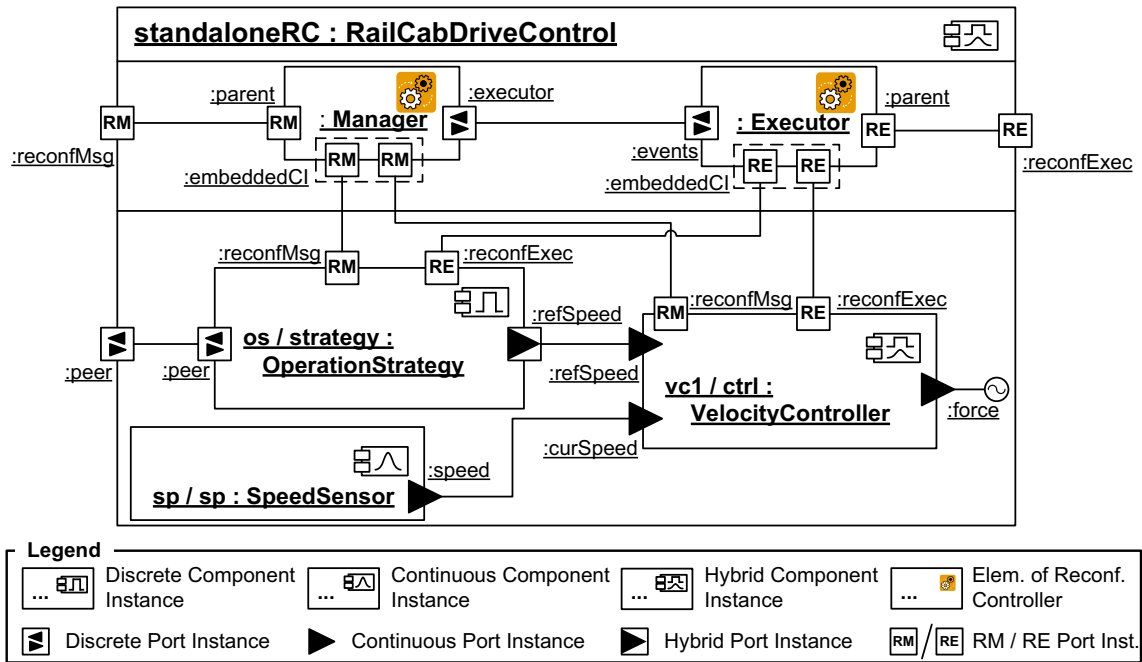 standaloneRC : RailCabDriveControl
:parent
:executor
:parent
RM
RM
: Manager
: Executor
RE
RE
:reconfMsg
RM
RM
:events
RE
RE
:reconfExec
:embeddedCI
:embeddedCI
:reconfMsg
RM
RE
:reconfExec
RM
:reconfMsg
RE
:reconfExec
:refSpeed
os / strategy :
OperationStrategy
:peer
:peer
:refSpeed
vc1 / ctrl :
VelocityController
:force
:curSpeed
:speed
sp / sp : SpeedSensor
Legend
... Discrete Component
Instance
... Continuous Component
Instance
... Hybrid Component
Instance
... Elem. of Reconf.
Controller
Discrete Port Instance
Continuous Port Instance
Hybrid Port Instance
RM / RE RM / RE Port Inst.